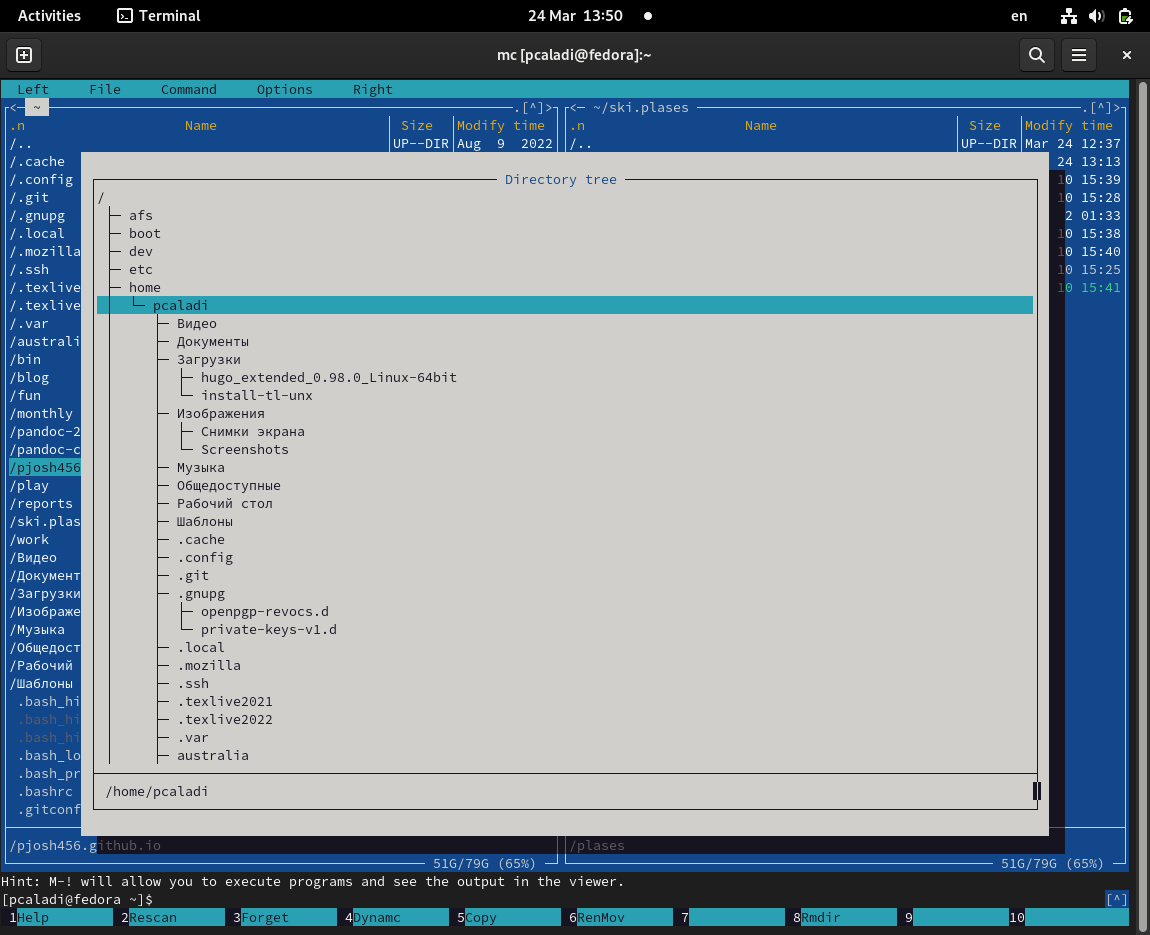 Activities Terminal 24 Mar 13:50 en
mc [pcaladi@fedora]:~
Left File Command Options Right
<─ ~ .[^]> <─ ~/ski.plases .[^]>
.n Name Size Modify time .n Name Size Modify time
/.. UP--DIR Aug 9 2022 /.. UP--DIR Mar 24 12:37
/.cache 24 13:13
/.config Directory tree 10 15:39
/.git / 10 15:28
/.gnupg afs 2 01:33
/.local boot 10 15:38
/.mozilla dev 10 15:40
/.ssh etc 10 15:25
/.texlive home 10 15:41
/.texlive pcaladi
/.var Видео
/australi Документы
/bin Загрузки
/blog hugo_extended_0.98.0_Linux-64bit
/fun install-tl-unx
/monthly Изображения
/pandoc-2 Снимки экрана
/pandoc-c Screenshots
/pjosh456 Музыка
/play Общедоступные
/reports Рабочий стол
/ski.plas Шаблоны
/work .cache
/Видео .config
/Документ .git
/Загрузки .gnupg
/Изображе openpgp-revocs.d
/Музыка private-keys-v1.d
/Общедост .local
/Рабочий .mozilla
/Шаблоны .ssh
.bash_hi .texlive2021
.bash_hi .texlive2022
.bash_hi .var
.bash_lo australia
.bash_pr
.bashrc /home/pcaladi
.gitconf
/pjosh456.github.io /plases
51G/79G (65%) 51G/79G (65%)
Hint: M-! will allow you to execute programs and see the output in the viewer.
[pcaladi@fedora ~]$ [^]
1Help 2Rescan 3Forget 4Dynamc 5Copy 6RenMov 7 8Rmdir 9 10